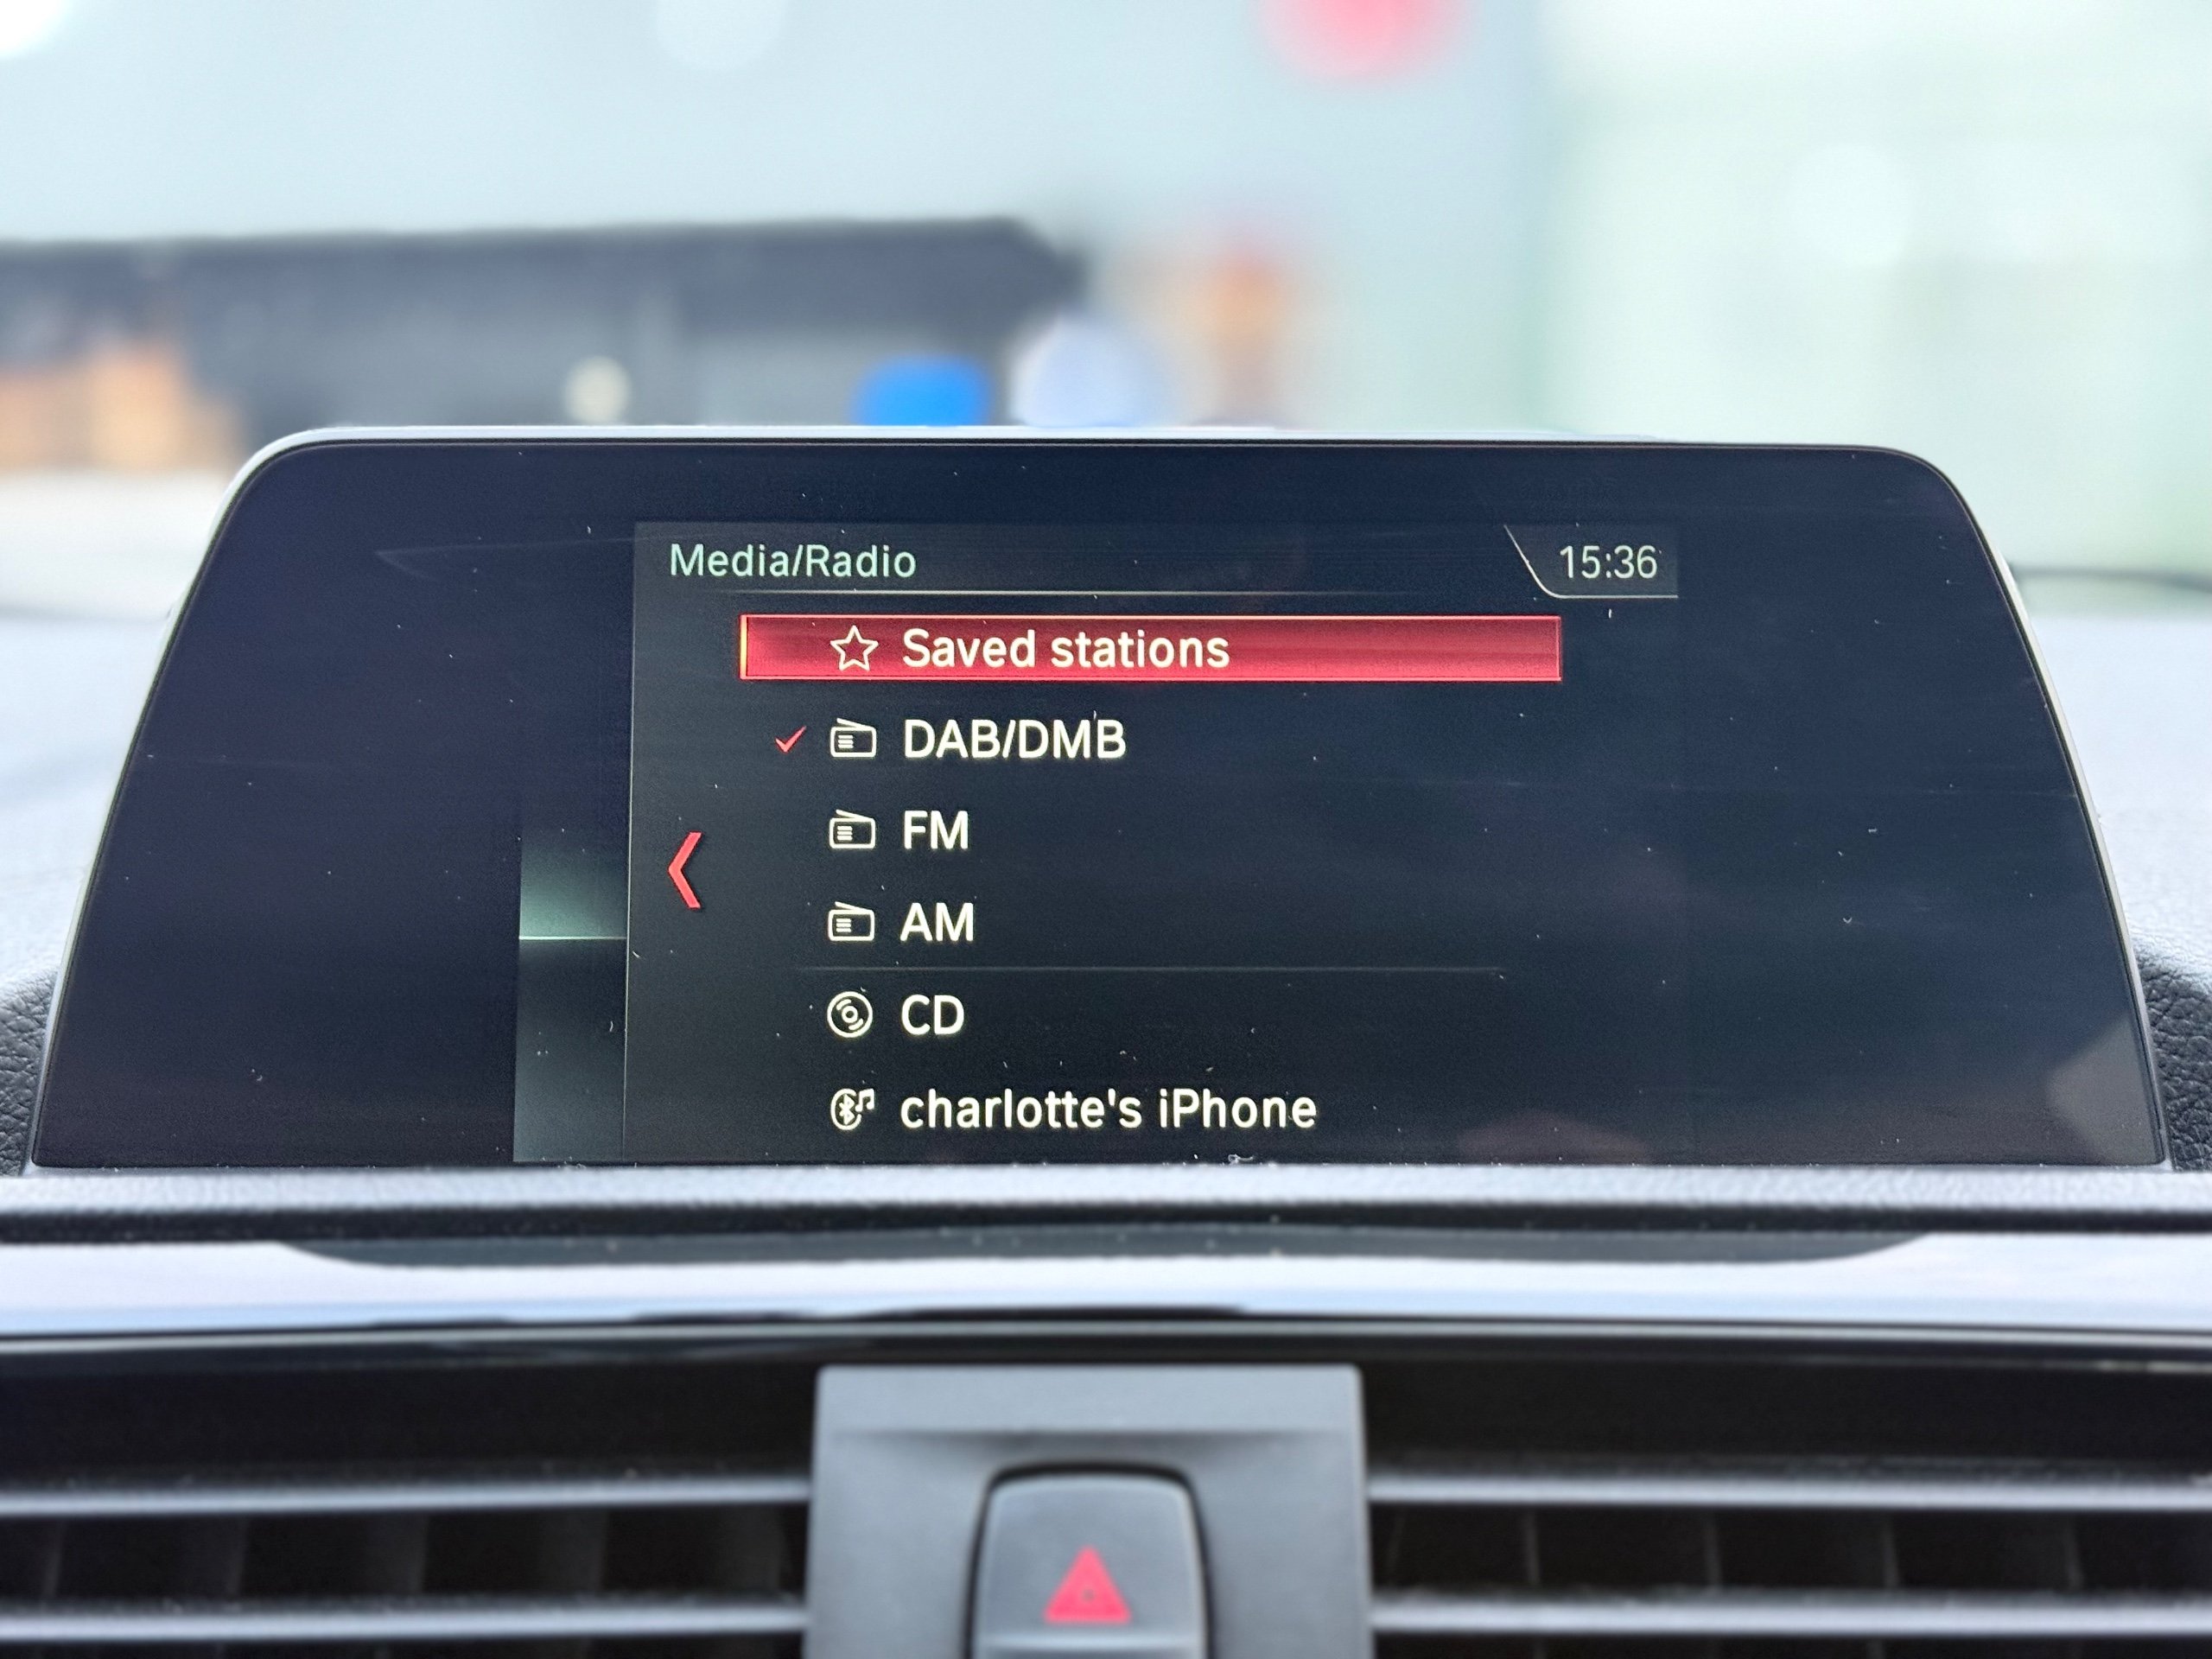 Media/Radio
15:36
Saved stations
DAB/DMB
FM
AM
CD
charlotte's iPhone